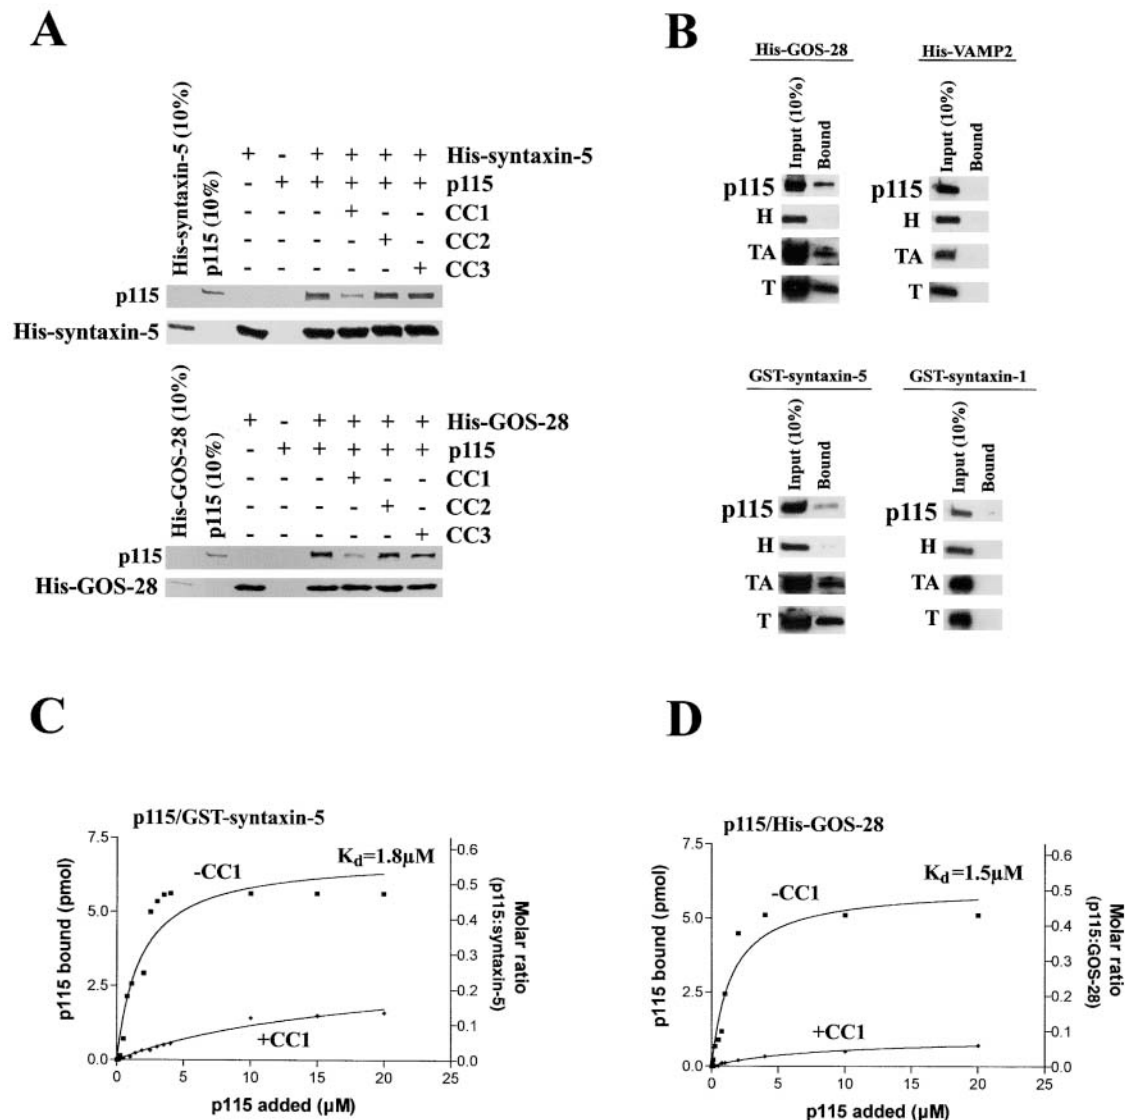 A
His-syntaxin-5 (10%)
p115 (10%)
+ - + + + + His-syntaxin-5
- + + + + + p115
- - - + - - CC1
- - - - + - CC2
- - - - - + CC3
p115
His-syntaxin-5
His-GOS-28 (10%)
p115 (10%)
+ - + + + + His-GOS-28
- + + + + + p115
- - - + - - CC1
- - - - + - CC2
- - - - - + CC3
p115
His-GOS-28
B
His-GOS-28
Input (10%)
Bound
p115
H
TA
T
His-VAMP2
Input (10%)
Bound
p115
H
TA
T
GST-syntaxin-5
Input (10%)
Bound
p115
H
TA
T
GST-syntaxin-1
Input (10%)
Bound
p115
H
TA
T
C
p115/GST-syntaxin-5
Kd=1.8µM
-CC1
+CC1
p115 bound (pmol)
7.5
5.0
2.5
0.0
0 5 10 15 20 25
p115 added (µM)
0.6
0.5
0.4
0.3
0.2
0.1
0.0
Molar ratio
(p115:syntaxin-5)
D
p115/His-GOS-28
Kd=1.5µM
-CC1
+CC1
p115 bound (pmol)
7.5
5.0
2.5
0.0
0 5 10 15 20 25
p115 added (µM)
0.6
0.5
0.4
0.3
0.2
0.1
0.0
Molar ratio
(p115:GOS-28)